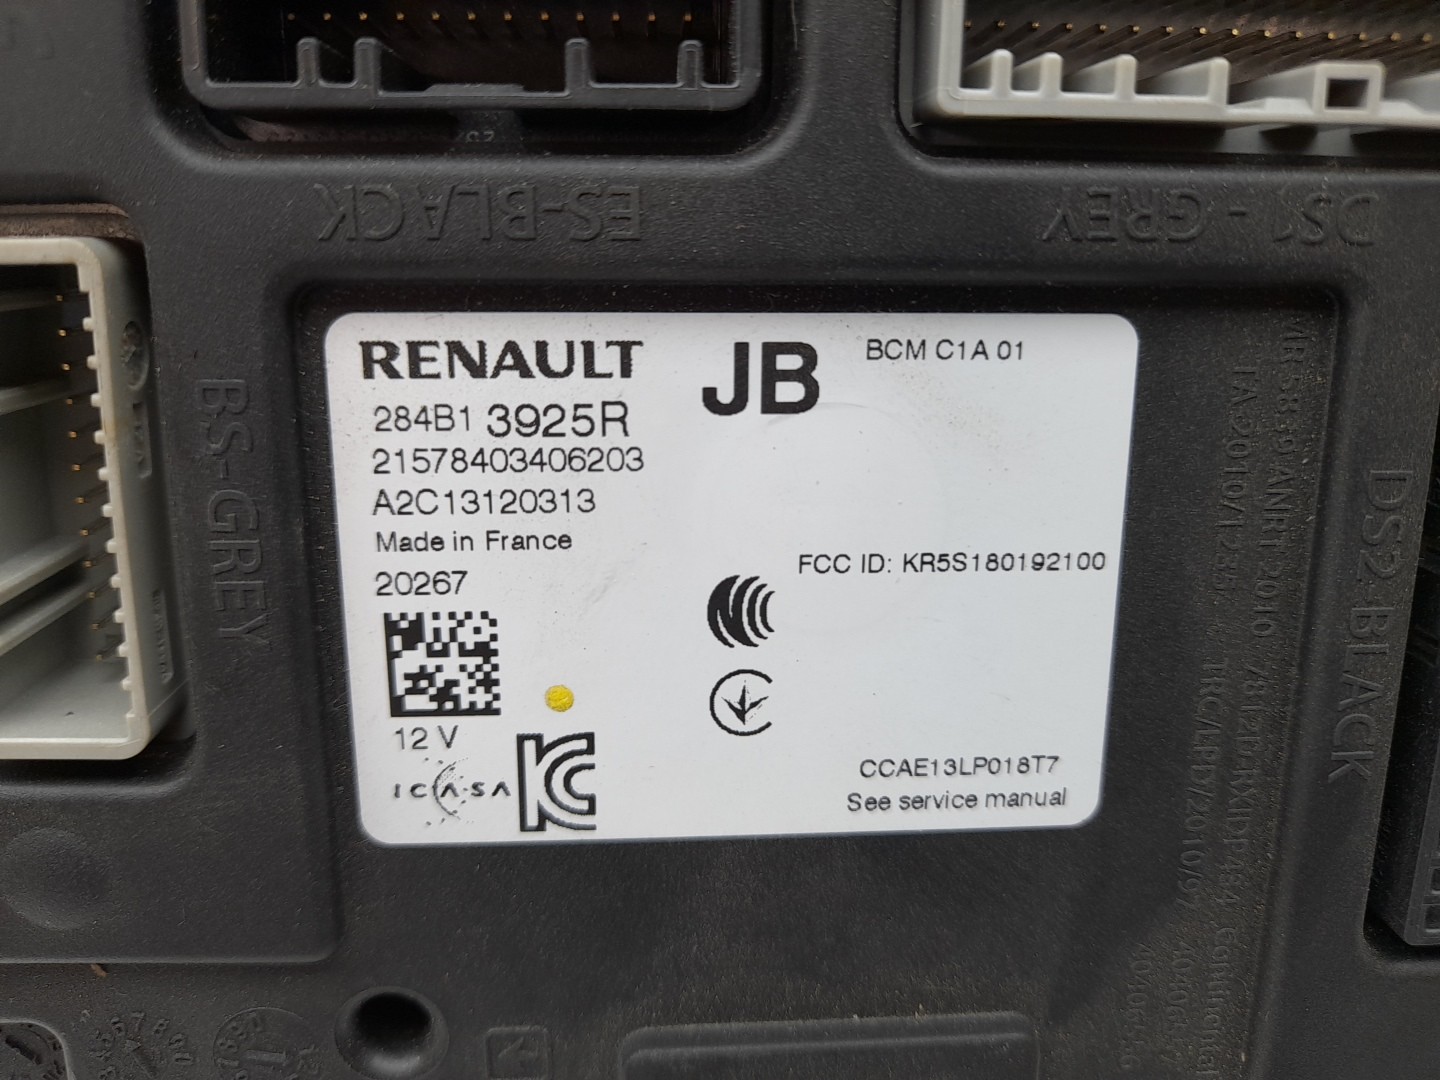 ES-BLACK
DS1 - GREY
BS-GREY
DS2-BLACK
RENAULT
JB
BCM C1A 01
284B1 3925R
21578403406203
A2C13120313
Made in France
FCC ID: KR5S180192100
20267
12 V
ICASA
CCAE13LP018T7
See service manual